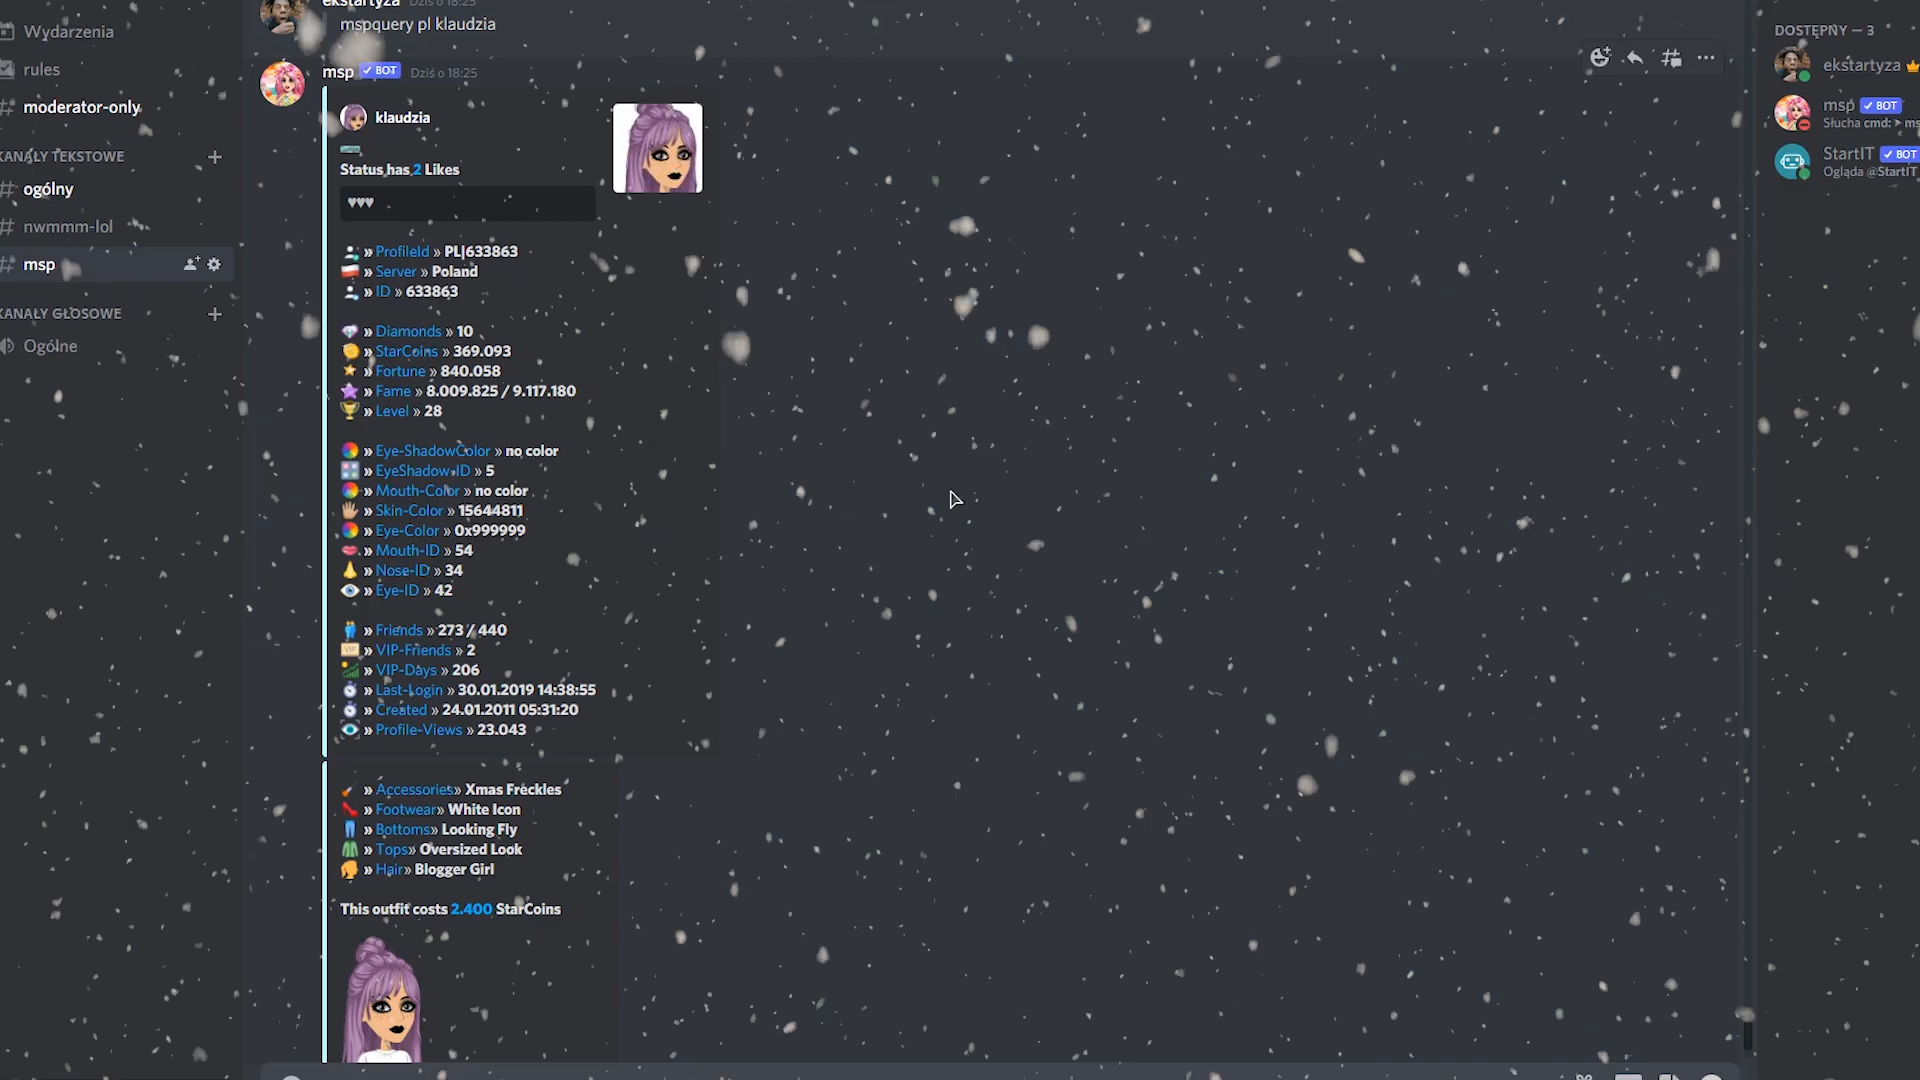 Wydarzenia
rules
moderator-only
KANAŁY TEKSTOWE
ogólny
nwmmm-lol
msp
KANAŁY GŁOSOWE
Ogólne
ekstartyza Dziś o 18:25
mspquery pl klaudzia
msp BOT Dziś o 18:25
klaudzia
Status has 2 Likes
♥♥♥
» ProfileId » PL|633863
» Server » Poland
» ID » 633863
» Diamonds » 10
» StarCoins » 369.093
» Fortune » 840.058
» Fame » 8.009.825 / 9.117.180
» Level » 28
» Eye-ShadowColor » no color
» EyeShadow-ID » 5
» Mouth-Color » no color
» Skin-Color » 15644811
» Eye-Color » 0x999999
» Mouth-ID » 54
» Nose-ID » 34
» Eye-ID » 42
» Friends » 273 / 440
» VIP-Friends » 2
» VIP-Days » 206
» Last-Login » 30.01.2019 14:38:55
» Created » 24.01.2011 05:31:20
» Profile-Views » 23.043
» Accessories» Xmas Freckles
» Footwear» White Icon
» Bottoms» Looking Fly
» Tops» Oversized Look
» Hair» Blogger Girl
This outfit costs 2.400 StarCoins
DOSTĘPNY — 3
ekstartyza
msp BOT
Słucha cmd: > ms
StartIT BOT
Ogląda @StartIT